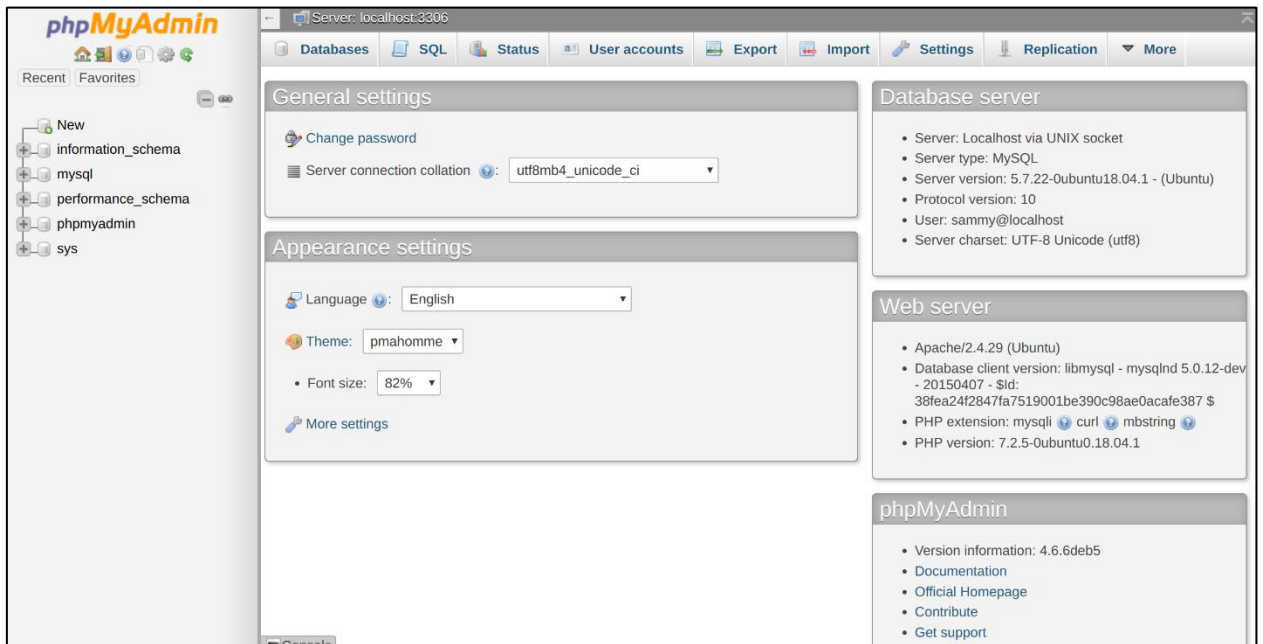 phpMyAdmin
Recent Favorites
New
information_schema
mysql
performance_schema
phpmyadmin
sys
Server: localhost:3306
Databases SQL Status User accounts Export Import Settings Replication More
General settings
Change password
Server connection collation : utf8mb4_unicode_ci
Appearance settings
Language : English
Theme: pmahomme
• Font size: 82%
More settings
Database server
• Server: Localhost via UNIX socket
• Server type: MySQL
• Server version: 5.7.22-0ubuntu18.04.1 - (Ubuntu)
• Protocol version: 10
• User: sammy@localhost
• Server charset: UTF-8 Unicode (utf8)
Web server
• Apache/2.4.29 (Ubuntu)
• Database client version: libmysql - mysqlnd 5.0.12-dev
- 20150407 - $Id:
38fea24f2847fa7519001be390c98ae0acafe387 $
• PHP extension: mysqli curl mbstring
• PHP version: 7.2.5-0ubuntu0.18.04.1
phpMyAdmin
• Version information: 4.6.6deb5
• Documentation
• Official Homepage
• Contribute
• Get support
Console